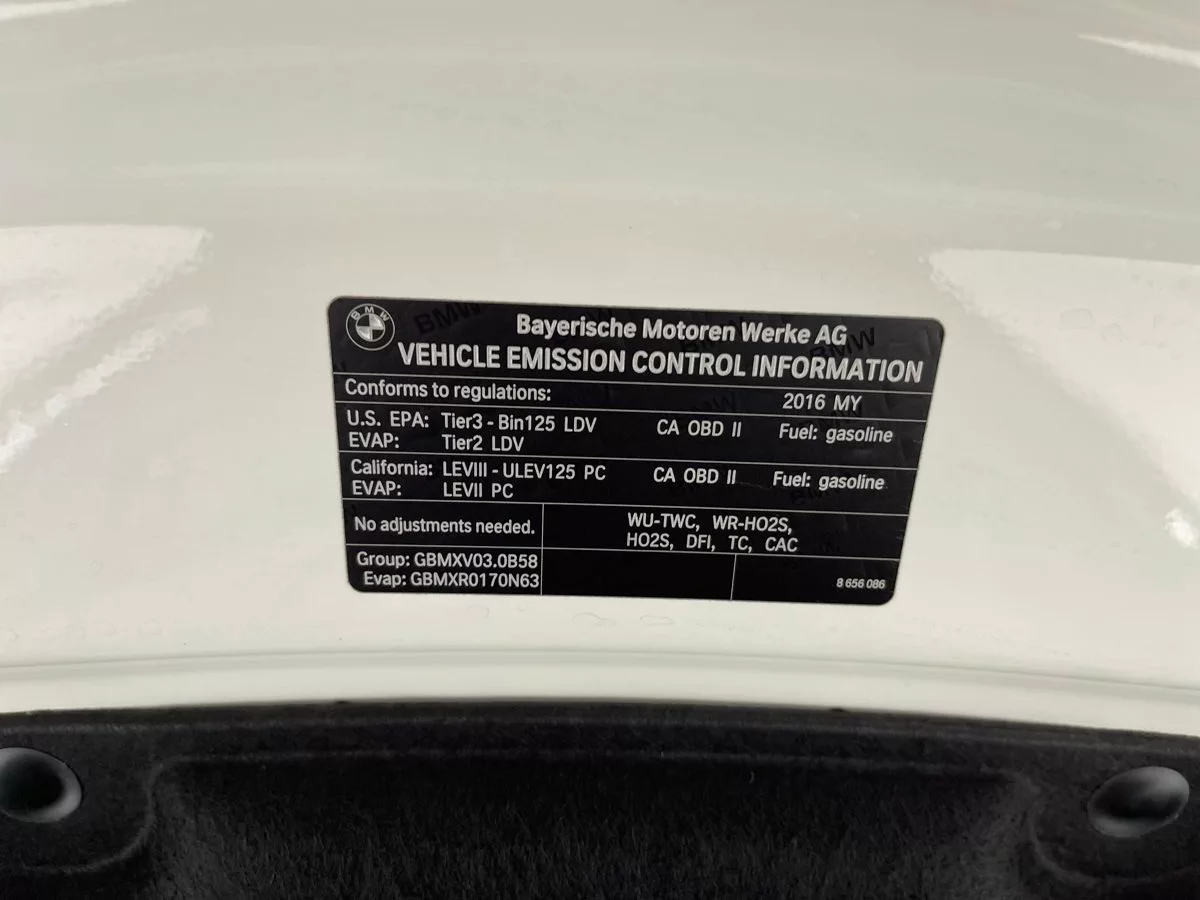 BMW
Bayerische Motoren Werke AG
VEHICLE EMISSION CONTROL INFORMATION
Conforms to regulations: 2016 MY
U.S. EPA: Tier3 - Bin125 LDV CA OBD II Fuel: gasoline
EVAP: Tier2 LDV
California: LEVIII - ULEV125 PC CA OBD II Fuel: gasoline
EVAP: LEVII PC
No adjustments needed.
WU-TWC, WR-HO2S,
HO2S, DFI, TC, CAC
Group: GBMXV03.0B58
Evap: GBMXR0170N63
8 656 086